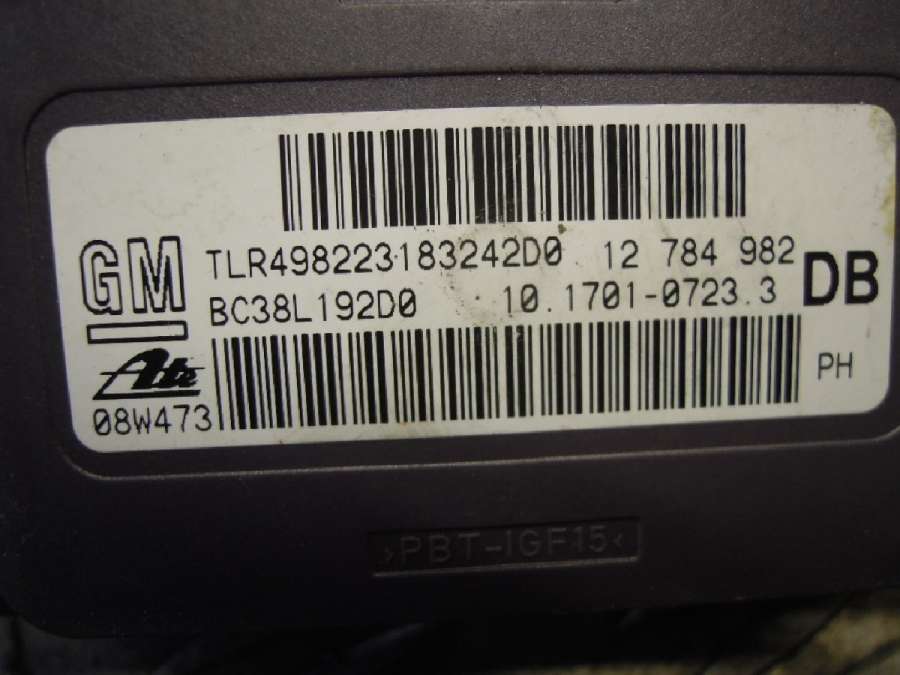 GM
TLR498223183242D0 12 784 982
BC38L192D0 10.1701-0723.3
DB
Ate
08W473
PH
>PBT-IGF15<